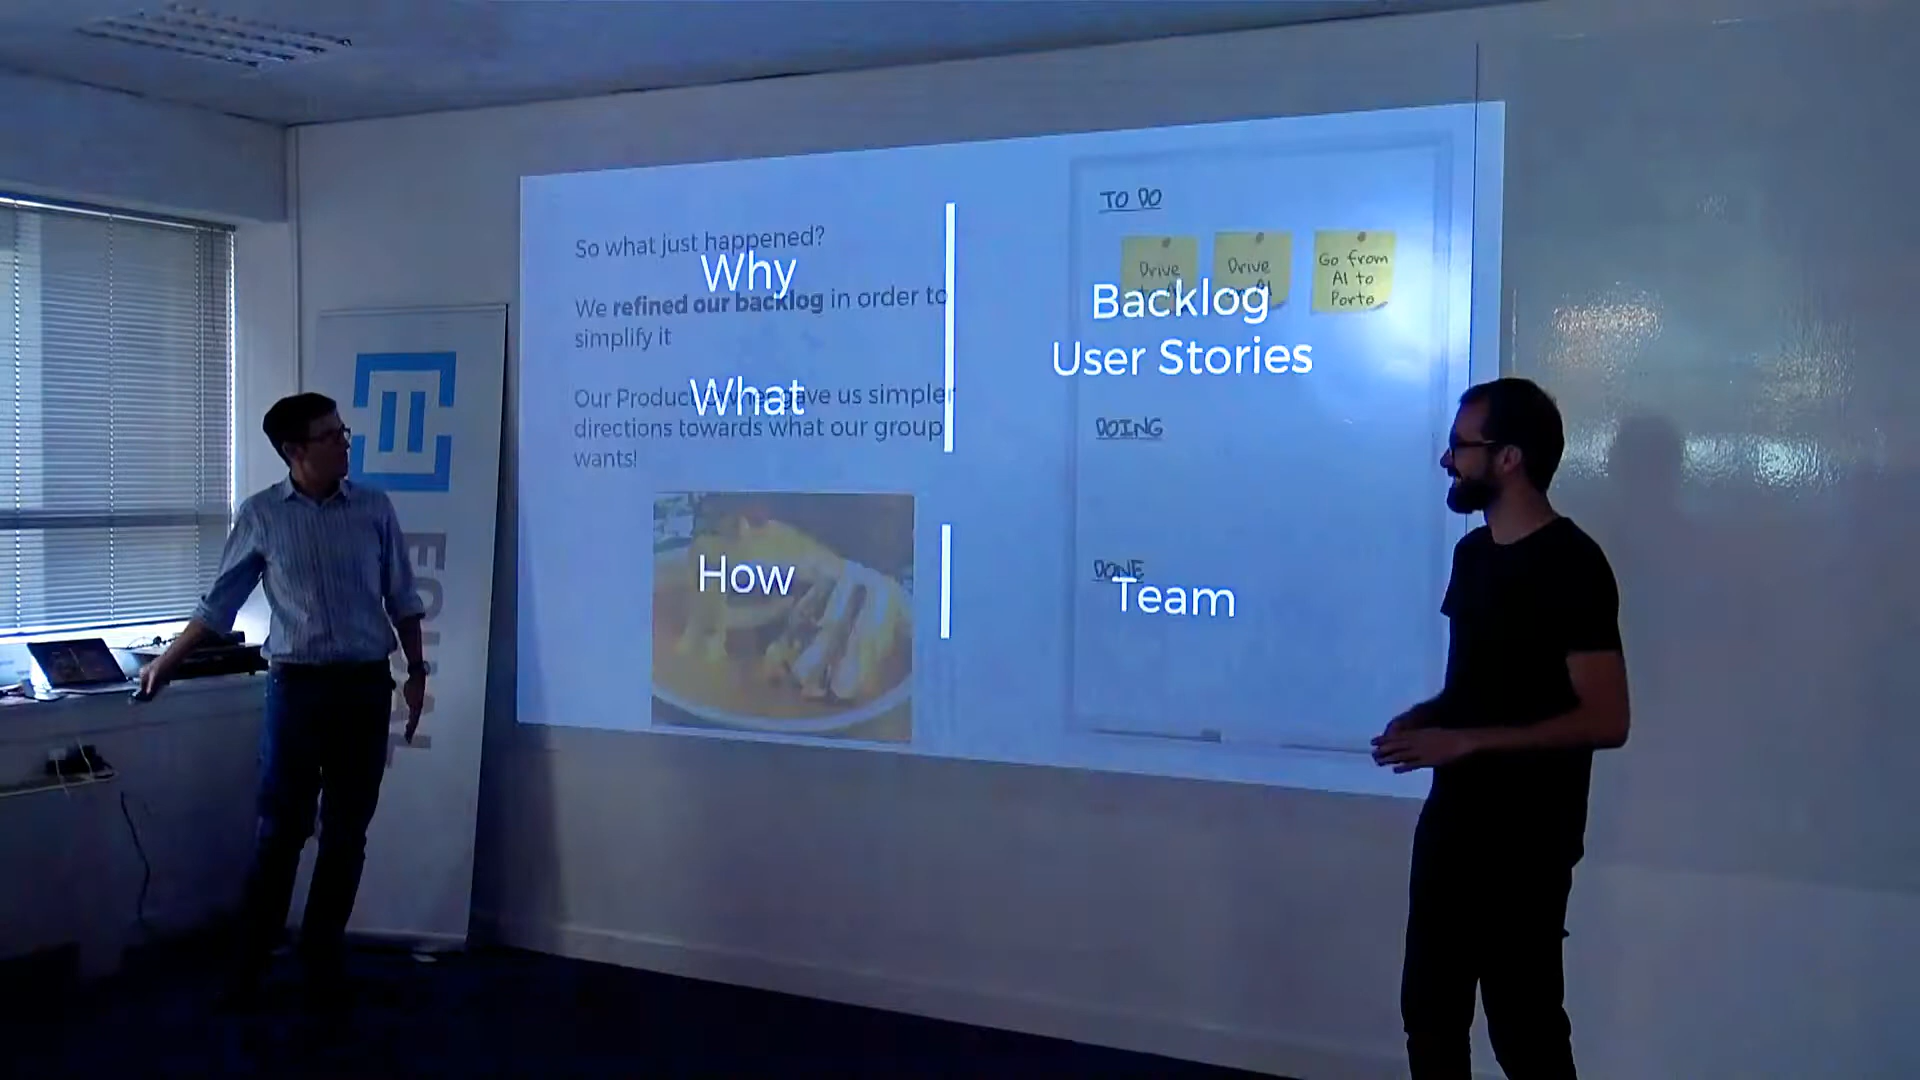 So what just happened?
Why
We refined our backlog in order to
simplify it
What
Our Product gave us simpler
directions towards what our group
wants!
How
TO DO
Drive
Drive
Go from
Al to
Porto
Backlog
User Stories
DOING
DONE
Team
EQUAL